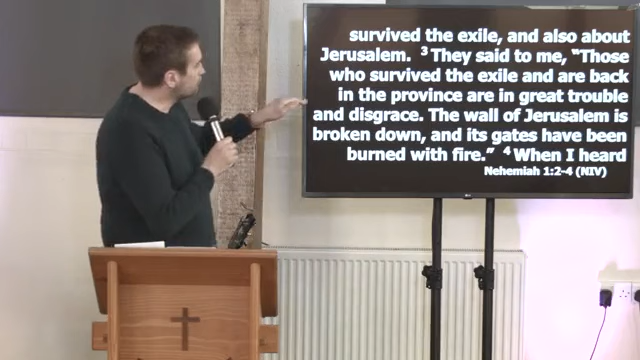 survived the exile, and also about
Jerusalem. ³ They said to me, “Those
who survived the exile and are back
in the province are in great trouble
and disgrace. The wall of Jerusalem is
broken down, and its gates have been
burned with fire.” ⁴ When I heard
Nehemiah 1:2-4 (NIV)